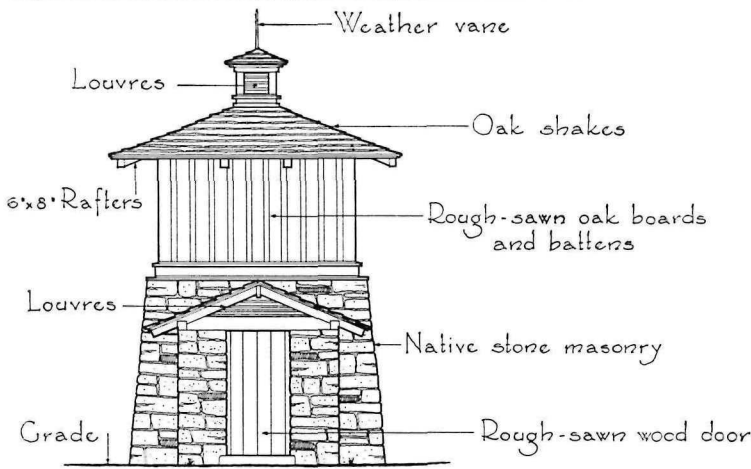 Weather vane
Louvres
Oak shakes
6"x8" Rafters
Rough-sawn oak boards
and battens
Louvres
Native stone masonry
Grade
Rough-sawn wood door